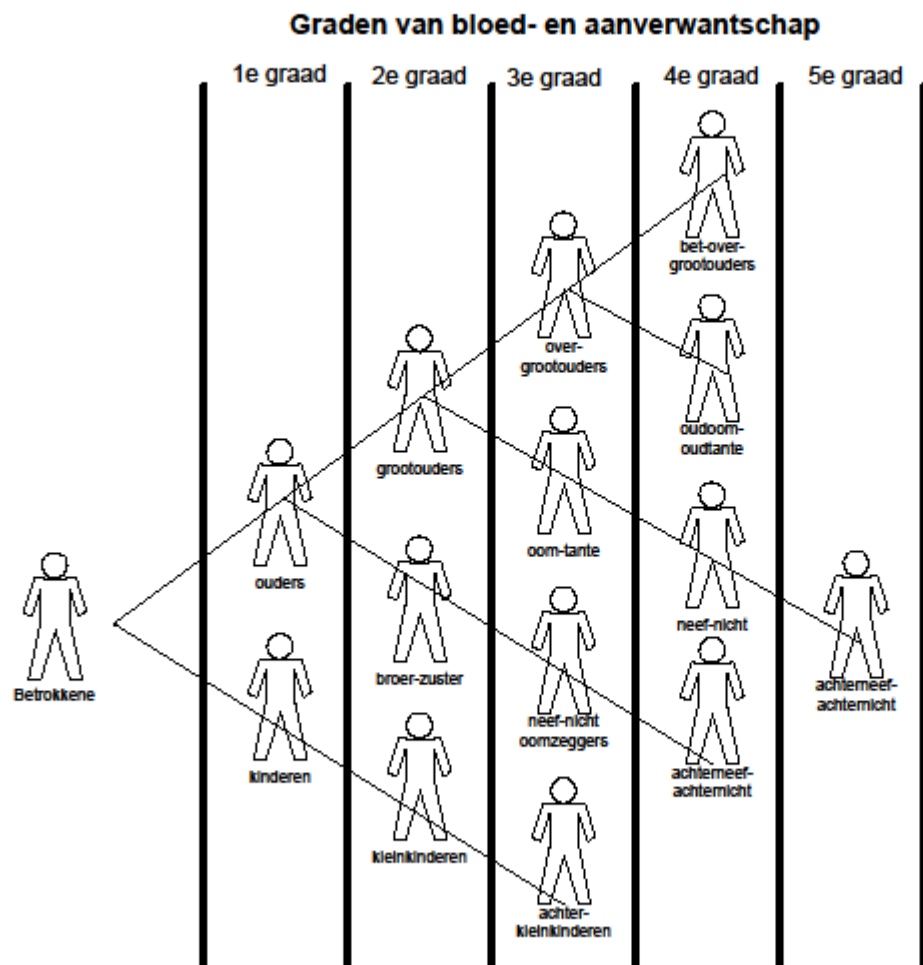 Graden van bloed- en aanverwantschap
1e graad
2e graad
3e graad
4e graad
5e graad
bet-over-
grootouders
over-
grootouders
oudoom-
oudtante
grootouders
oom-tante
ouders
neef-nicht
Betrokkene
broer-zuster
achterneef-
achternicht
neef-nicht
oomzeggers
kinderen
achterneef-
achternicht
kleinkinderen
achter-
kleinkinderen